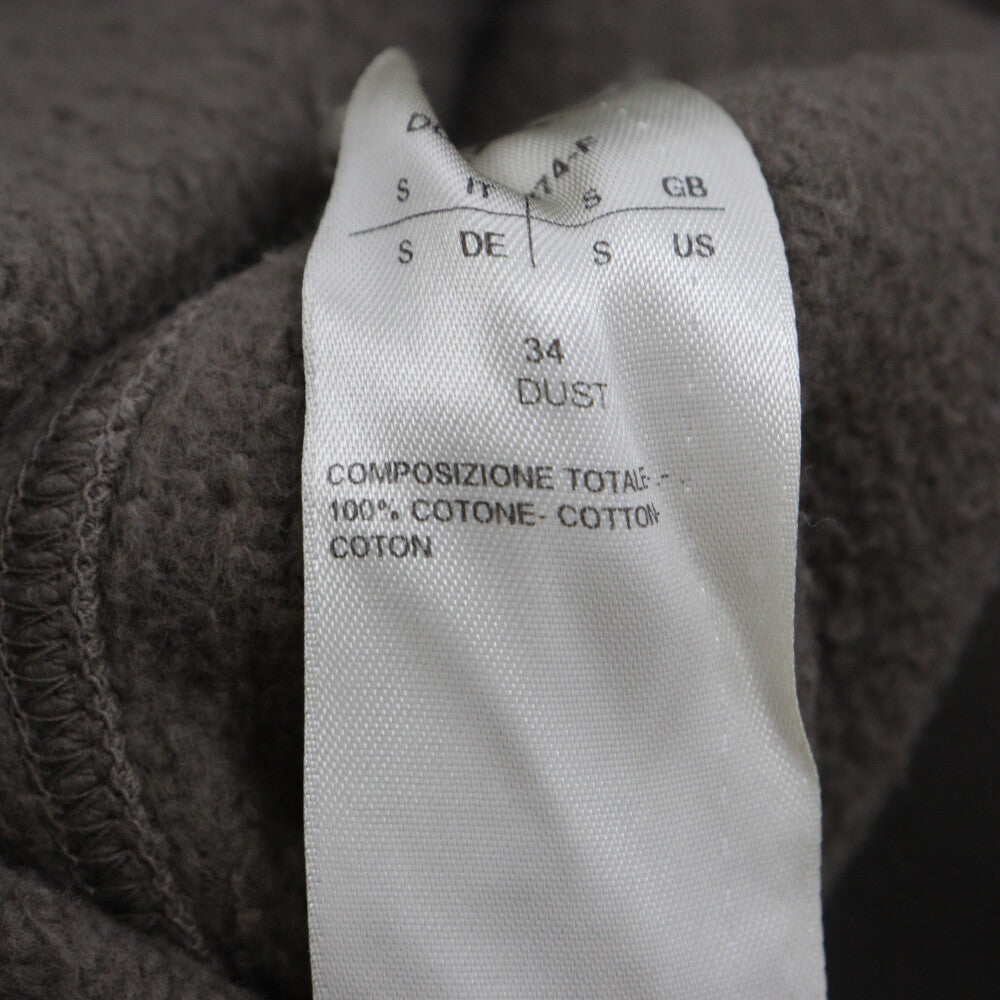 S IT S GB
S DE S US
34
DUST
COMPOSIZIONE TOTALE-
100% COTONE- COTTON-
COTON